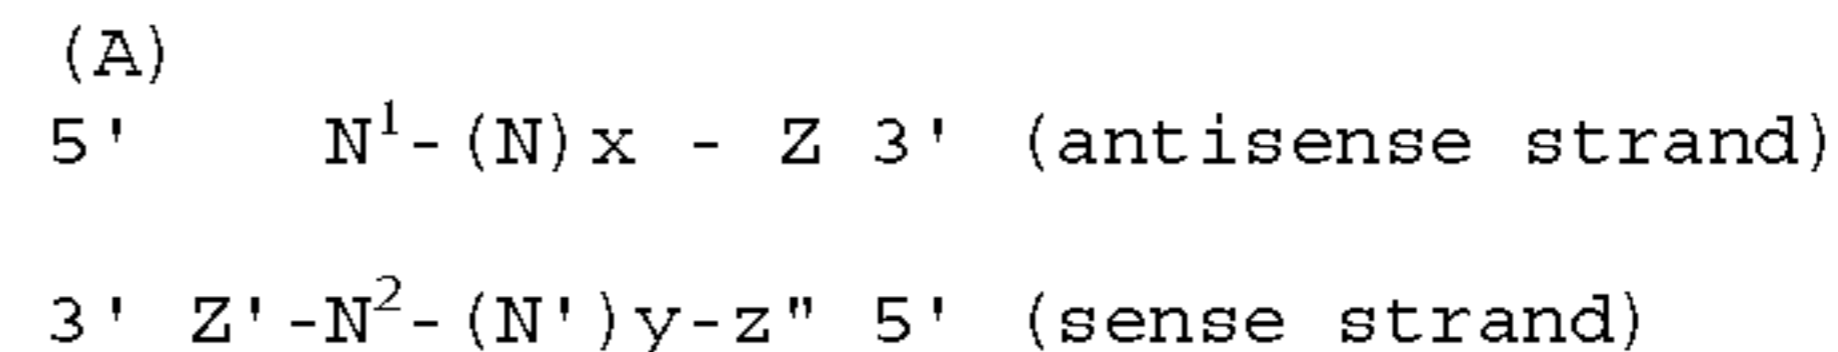 (A)
5' N¹-(N)x - Z 3' (antisense strand)
3' Z'-N²-(N')y-z" 5' (sense strand)